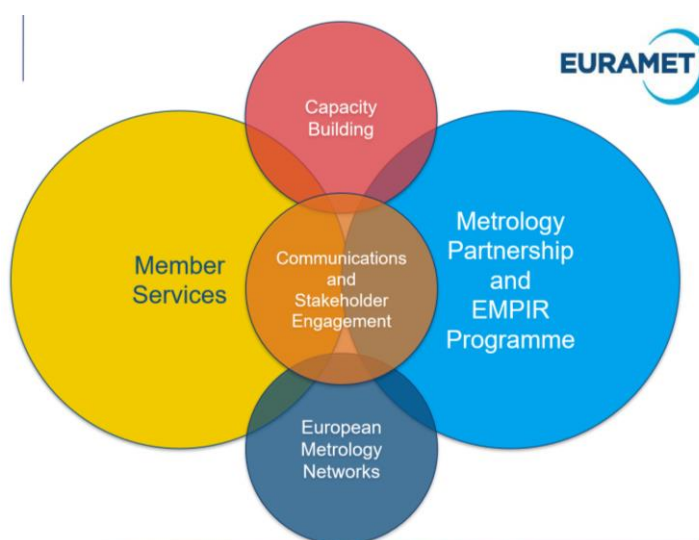 EURAMET
Capacity
Building
Member
Services
Communications
and
Stakeholder
Engagement
Metrology
Partnership
and
EMPIR
Programme
European
Metrology
Networks